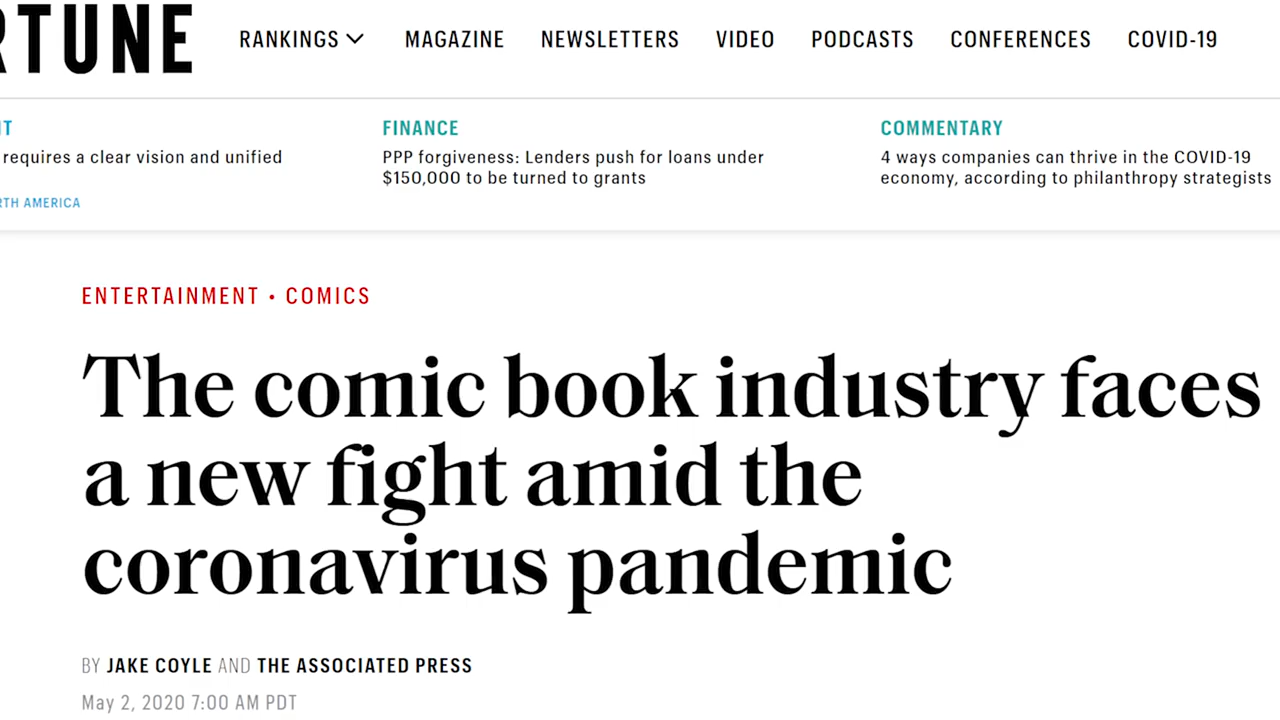 RTUNE RANKINGS MAGAZINE NEWSLETTERS VIDEO PODCASTS CONFERENCES COVID-19
IT FINANCE COMMENTARY
requires a clear vision and unified PPP forgiveness: Lenders push for loans under 4 ways companies can thrive in the COVID-19
$150,000 to be turned to grants economy, according to philanthropy strategists
RTH AMERICA
ENTERTAINMENT • COMICS
The comic book industry faces
a new fight amid the
coronavirus pandemic
BY JAKE COYLE AND THE ASSOCIATED PRESS
May 2, 2020 7:00 AM PDT